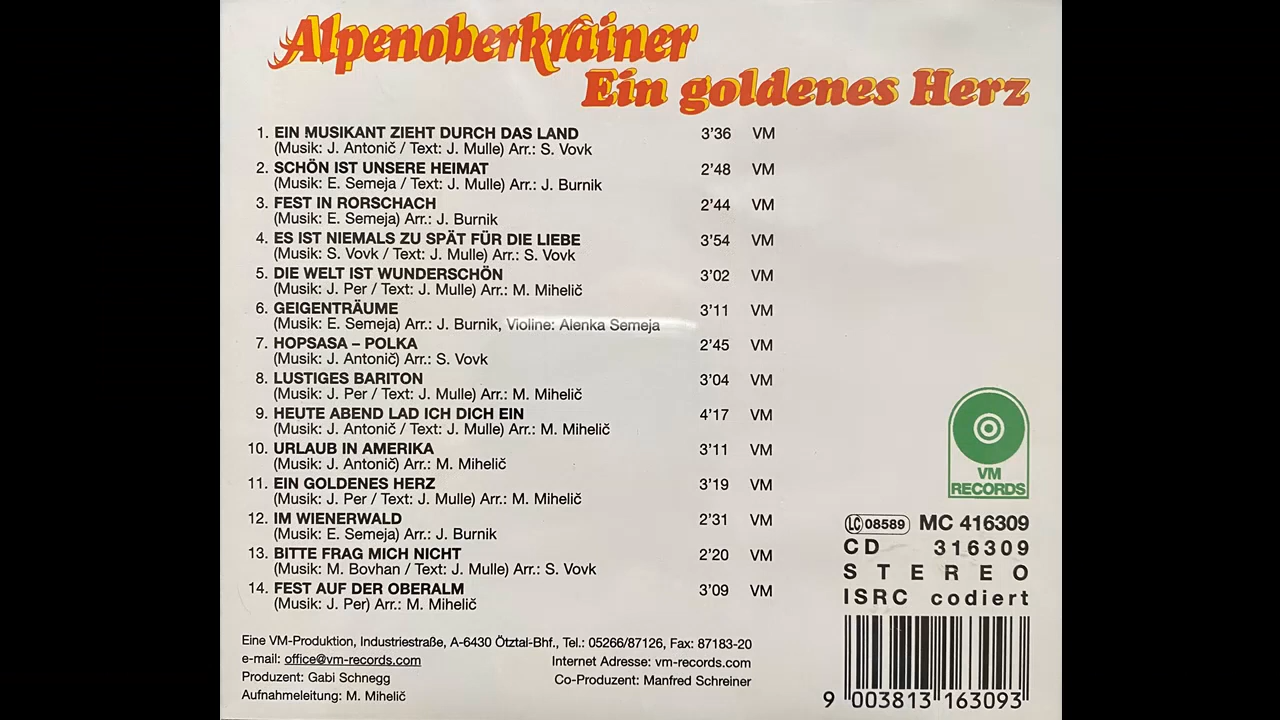 Alpenoberkrainer
Ein goldenes Herz
1. EIN MUSIKANT ZIEHT DURCH DAS LAND 3'36 VM
(Musik: J. Antonič / Text: J. Mulle) Arr.: S. Vovk
2. SCHÖN IST UNSERE HEIMAT 2'48 VM
(Musik: E. Semeja / Text: J. Mulle) Arr.: J. Burnik
3. FEST IN RORSCHACH 2'44 VM
(Musik: E. Semeja) Arr.: J. Burnik
4. ES IST NIEMALS ZU SPÄT FÜR DIE LIEBE 3'54 VM
(Musik: S. Vovk / Text: J. Mulle) Arr.: S. Vovk
5. DIE WELT IST WUNDERSCHÖN 3'02 VM
(Musik: J. Per / Text: J. Mulle) Arr.: M. Mihelič
6. GEIGENTRÄUME 3'11 VM
(Musik: E. Semeja) Arr.: J. Burnik, Violine: Alenka Semeja
7. HOPSASA – POLKA 2'45 VM
(Musik: J. Antonič) Arr.: S. Vovk
8. LUSTIGES BARITON 3'04 VM
(Musik: J. Per / Text: J. Mulle) Arr.: M. Mihelič
9. HEUTE ABEND LAD ICH DICH EIN 4'17 VM
(Musik: J. Antonič / Text: J. Mulle) Arr.: M. Mihelič
10. URLAUB IN AMERIKA 3'11 VM
(Musik: J. Antonič) Arr.: M. Mihelič
11. EIN GOLDENES HERZ 3'19 VM
(Musik: J. Per / Text: J. Mulle) Arr.: M. Mihelič
12. IM WIENERWALD 2'31 VM
(Musik: E. Semeja) Arr.: J. Burnik
13. BITTE FRAG MICH NICHT 2'20 VM
(Musik: M. Bovhan / Text: J. Mulle) Arr.: S. Vovk
14. FEST AUF DER OBERALM 3'09 VM
(Musik: J. Per) Arr.: M. Mihelič
VM
RECORDS
LC 08589 MC 416309
CD 316309
STEREO
ISRC codiert
Eine VM-Produktion, Industriestraße, A-6430 Ötztal-Bhf., Tel.: 05266/87126, Fax: 87183-20
e-mail: office@vm-records.com Internet Adresse: vm-records.com
Produzent: Gabi Schnegg Co-Produzent: Manfred Schreiner
Aufnahmeleitung: M. Mihelič
9 003813 163093